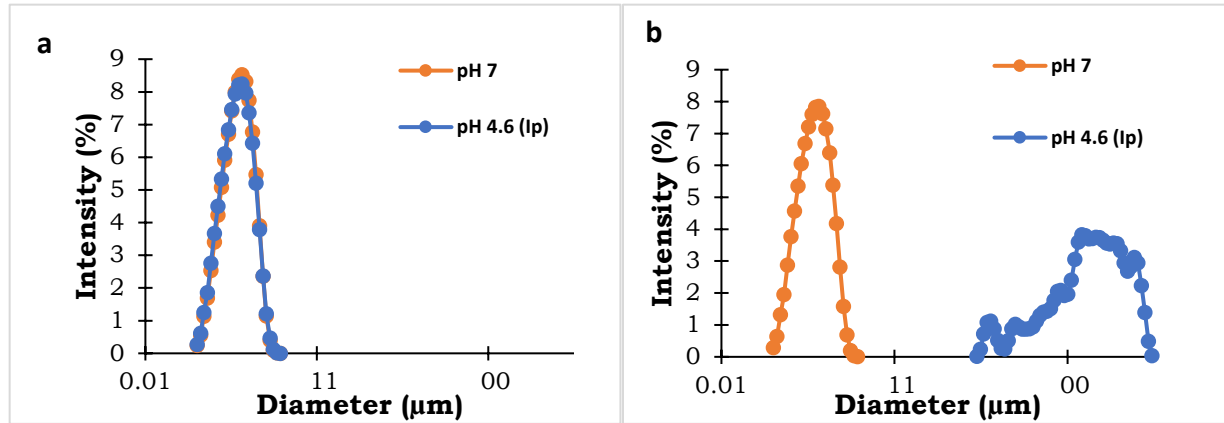 a
9
8
7
6
5
4
3
2
1
0
Intensity (%)
pH 7
pH 4.6 (Ip)
0.01
11
00
Diameter (µm)
b
9
8
7
6
5
4
3
2
1
0
Intensity (%)
pH 7
pH 4.6 (Ip)
0.01
11
00
Diameter (µm)